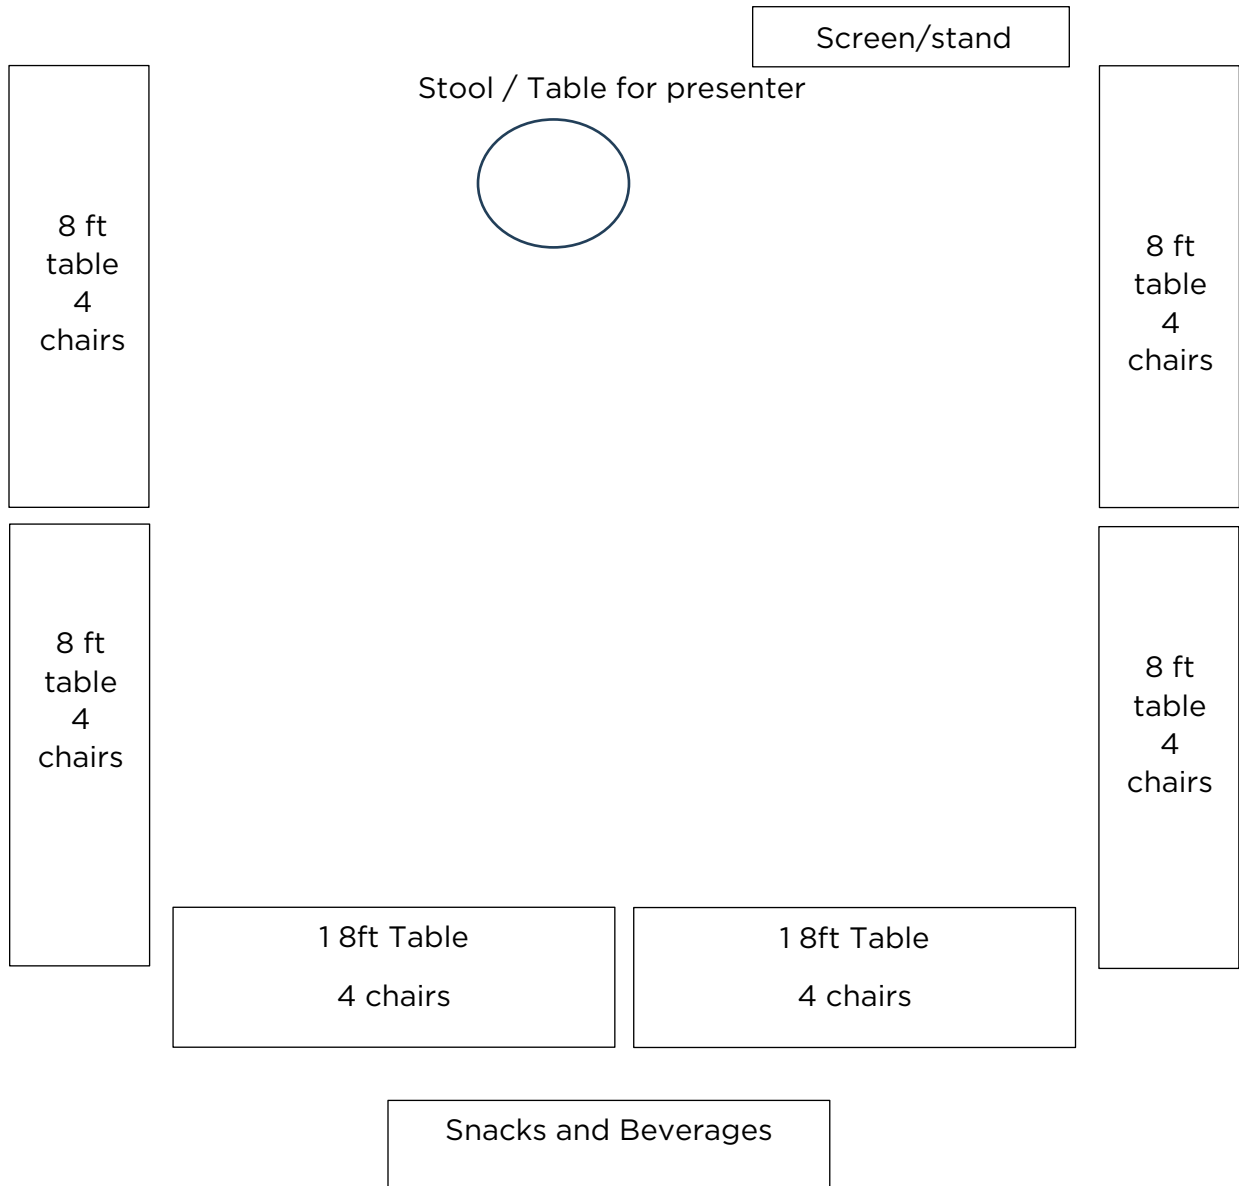 Screen/stand
Stool / Table for presenter
8 ft
table
4
chairs
8 ft
table
4
chairs
8 ft
table
4
chairs
8 ft
table
4
chairs
1 8ft Table
4 chairs
1 8ft Table
4 chairs
Snacks and Beverages